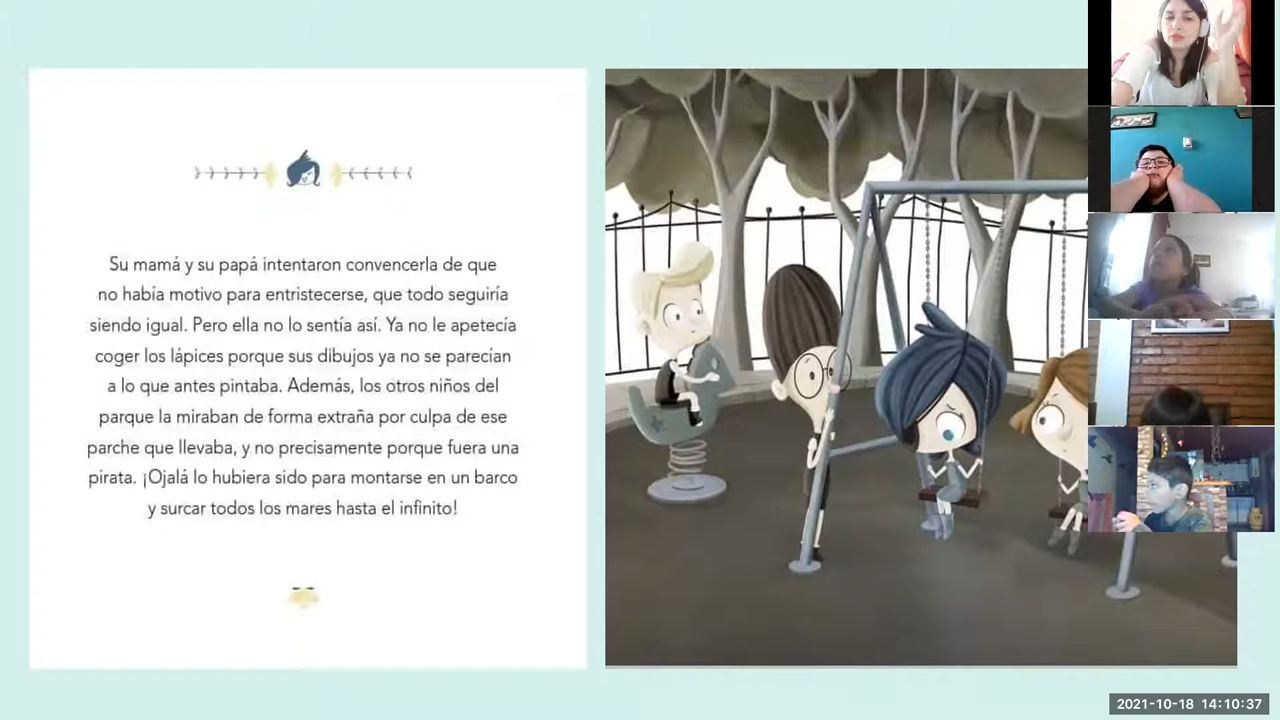 Su mamá y su papá intentaron convencerla de que
no había motivo para entristecerse, que todo seguiría
siendo igual. Pero ella no lo sentía así. Ya no le apetecía
coger los lápices porque sus dibujos ya no se parecían
a lo que antes pintaba. Además, los otros niños del
parque la miraban de forma extraña por culpa de ese
parche que llevaba, y no precisamente porque fuera una
pirata. ¡Ojalá lo hubiera sido para montarse en un barco
y surcar todos los mares hasta el infinito!
2021-10-18 14:10:37